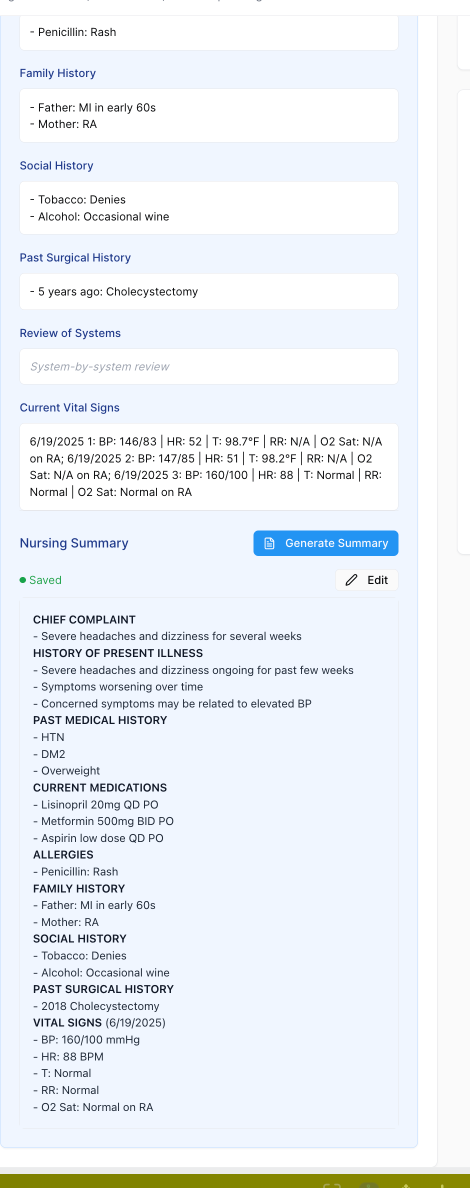 - Penicillin: Rash
Family History
- Father: MI in early 60s
- Mother: RA
Social History
- Tobacco: Denies
- Alcohol: Occasional wine
Past Surgical History
- 5 years ago: Cholecystectomy
Review of Systems
System-by-system review
Current Vital Signs
6/19/2025 1: BP: 146/83 | HR: 52 | T: 98.7°F | RR: N/A | O2 Sat: N/A
on RA; 6/19/2025 2: BP: 147/85 | HR: 51 | T: 98.2°F | RR: N/A | O2
Sat: N/A on RA; 6/19/2025 3: BP: 160/100 | HR: 88 | T: Normal | RR:
Normal | O2 Sat: Normal on RA
Nursing Summary
Generate Summary
Saved
Edit
CHIEF COMPLAINT
- Severe headaches and dizziness for several weeks
HISTORY OF PRESENT ILLNESS
- Severe headaches and dizziness ongoing for past few weeks
- Symptoms worsening over time
- Concerned symptoms may be related to elevated BP
PAST MEDICAL HISTORY
- HTN
- DM2
- Overweight
CURRENT MEDICATIONS
- Lisinopril 20mg QD PO
- Metformin 500mg BID PO
- Aspirin low dose QD PO
ALLERGIES
- Penicillin: Rash
FAMILY HISTORY
- Father: MI in early 60s
- Mother: RA
SOCIAL HISTORY
- Tobacco: Denies
- Alcohol: Occasional wine
PAST SURGICAL HISTORY
- 2018 Cholecystectomy
VITAL SIGNS (6/19/2025)
- BP: 160/100 mmHg
- HR: 88 BPM
- T: Normal
- RR: Normal
- O2 Sat: Normal on RA